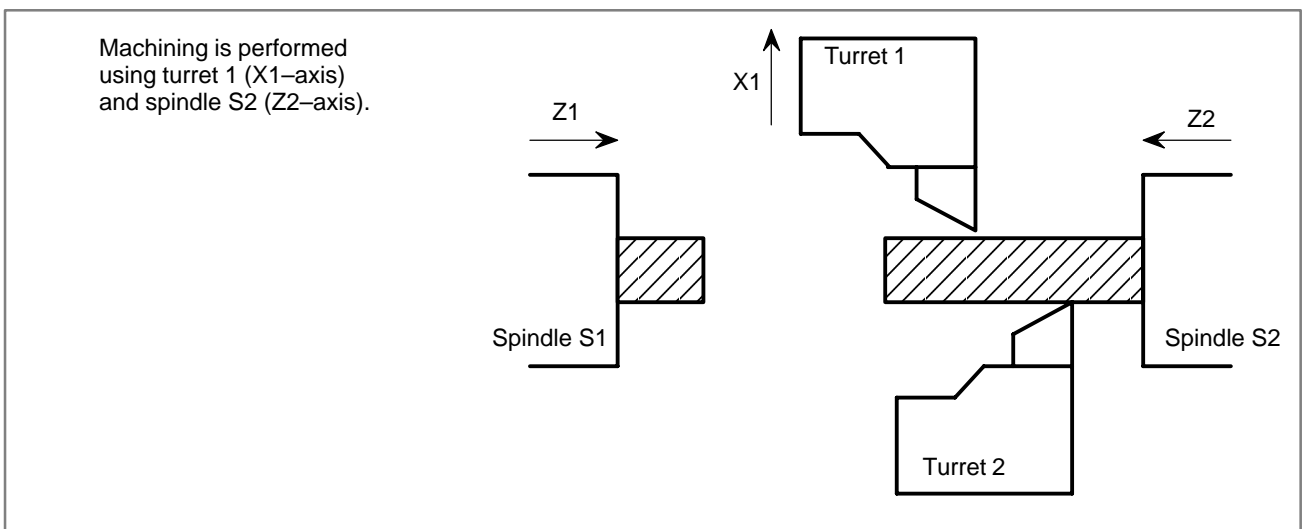 Machining is performed
using turret 1 (X1–axis)
and spindle S2 (Z2–axis).
Turret 1
X1
Z1
Z2
Spindle S1
Spindle S2
Turret 2